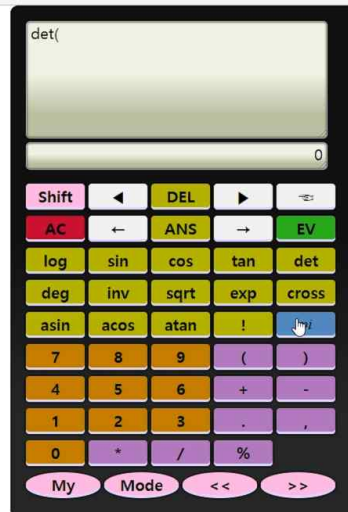 det(
0
Shift ◀ DEL ▶
AC ← ANS → EV
log sin cos tan det
deg inv sqrt exp cross
asin acos atan !
7 8 9 ( )
4 5 6 + -
1 2 3 . ,
0 * / %
My Mode << >>